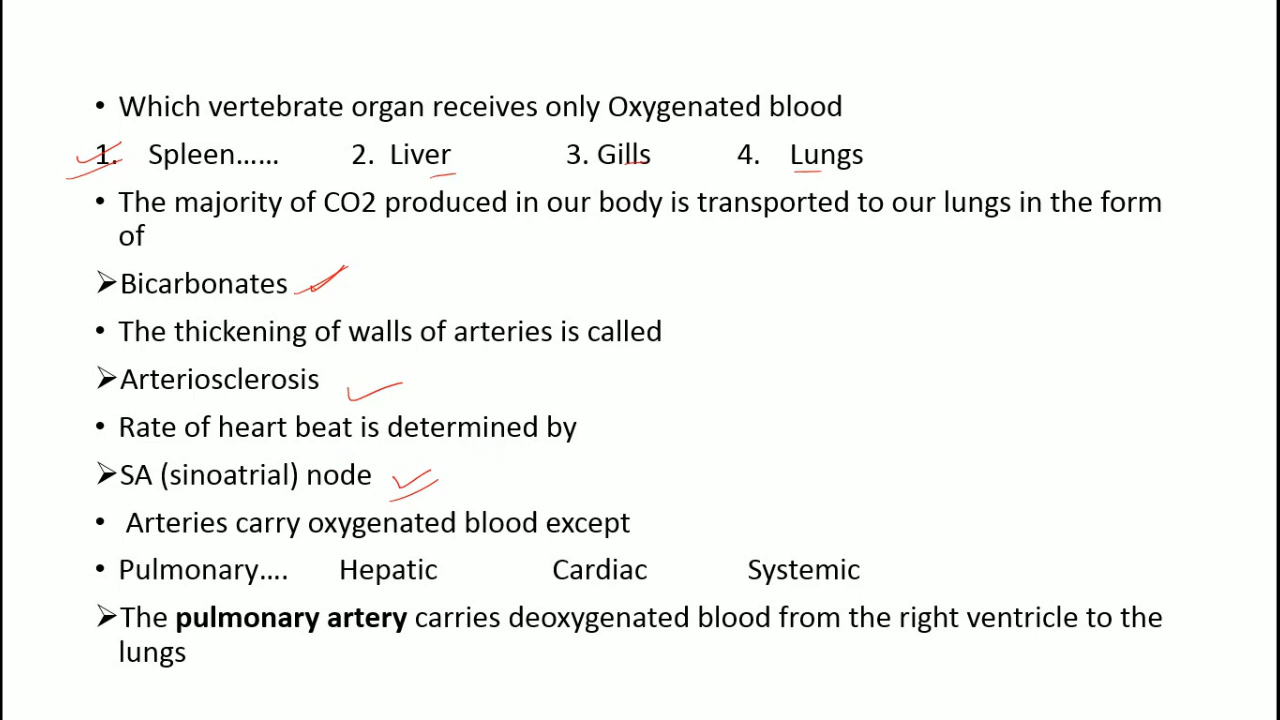 • Which vertebrate organ receives only Oxygenated blood
1. Spleen...... 2. Liver 3. Gills 4. Lungs
• The majority of CO2 produced in our body is transported to our lungs in the form
of
➢Bicarbonates
• The thickening of walls of arteries is called
➢Arteriosclerosis
• Rate of heart beat is determined by
➢SA (sinoatrial) node
• Arteries carry oxygenated blood except
• Pulmonary.... Hepatic Cardiac Systemic
➢The pulmonary artery carries deoxygenated blood from the right ventricle to the
lungs